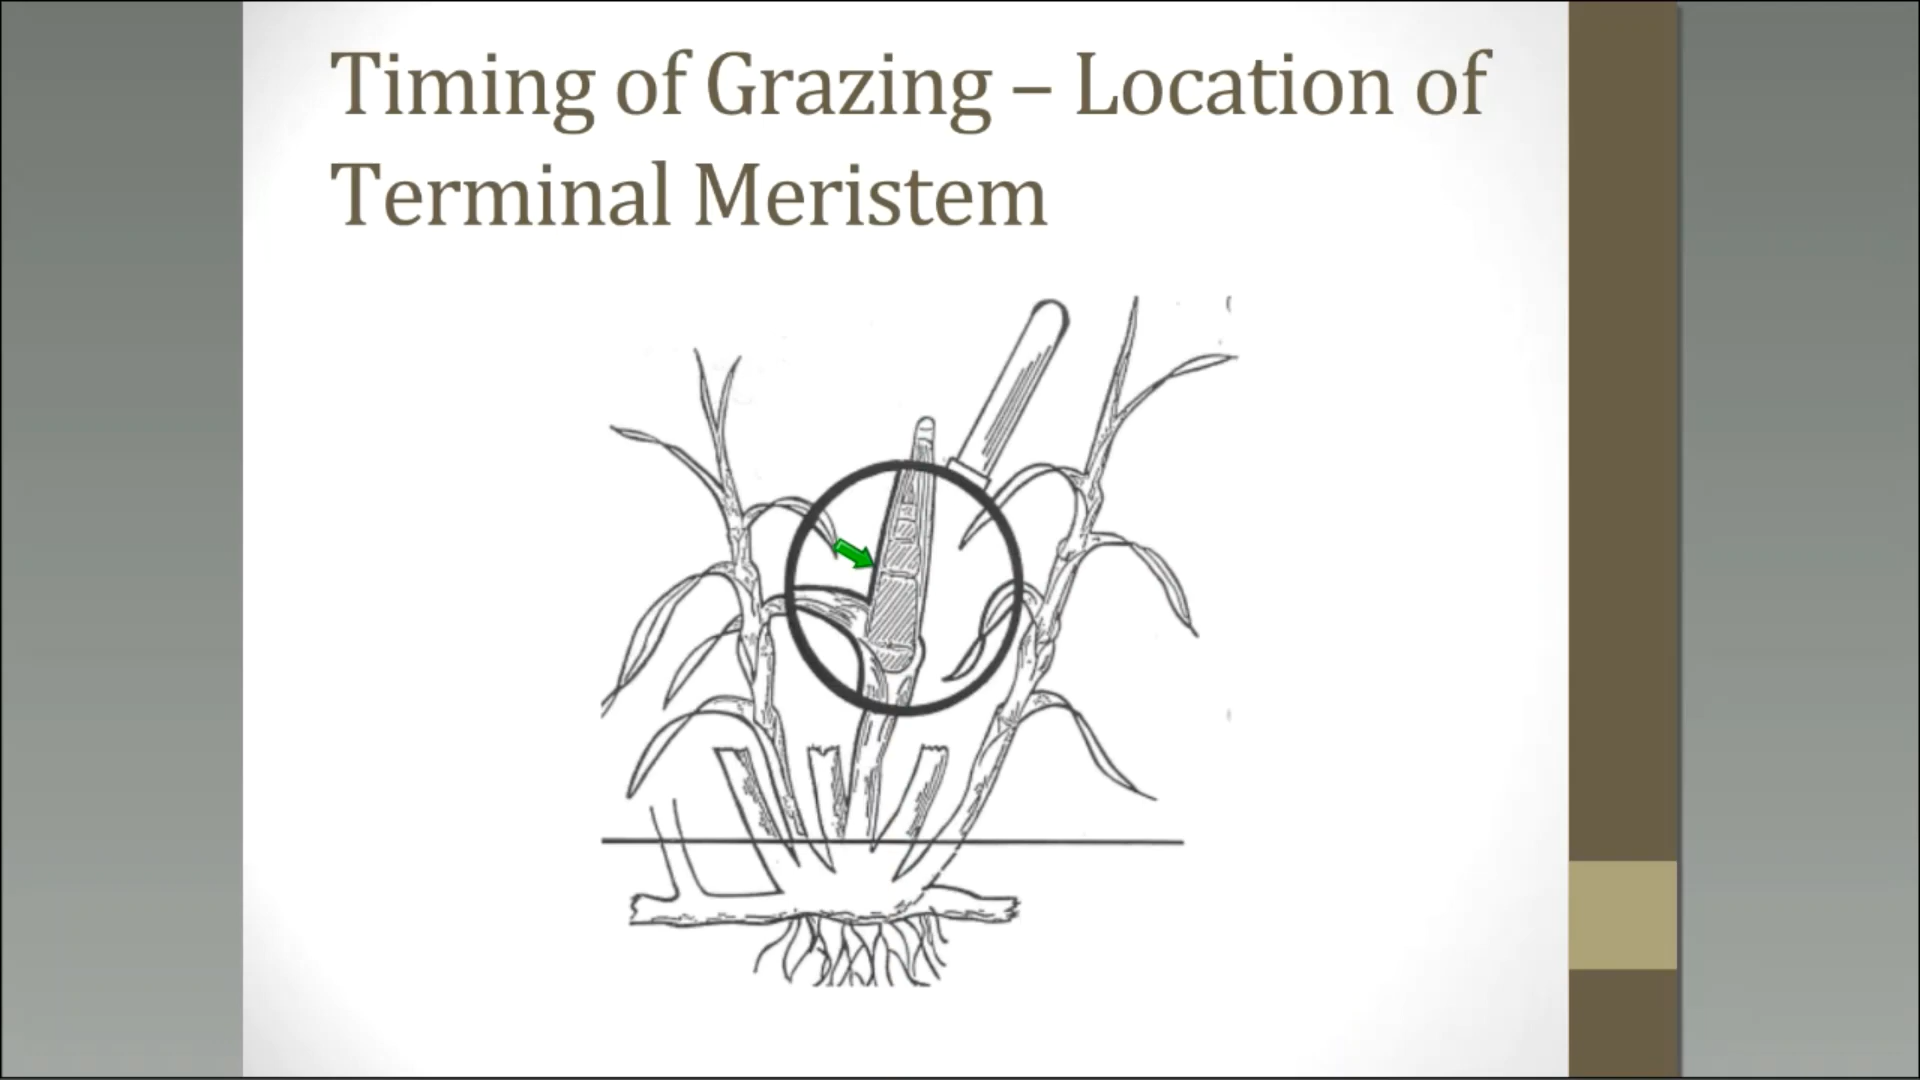 Timing of Grazing – Location of
Terminal Meristem